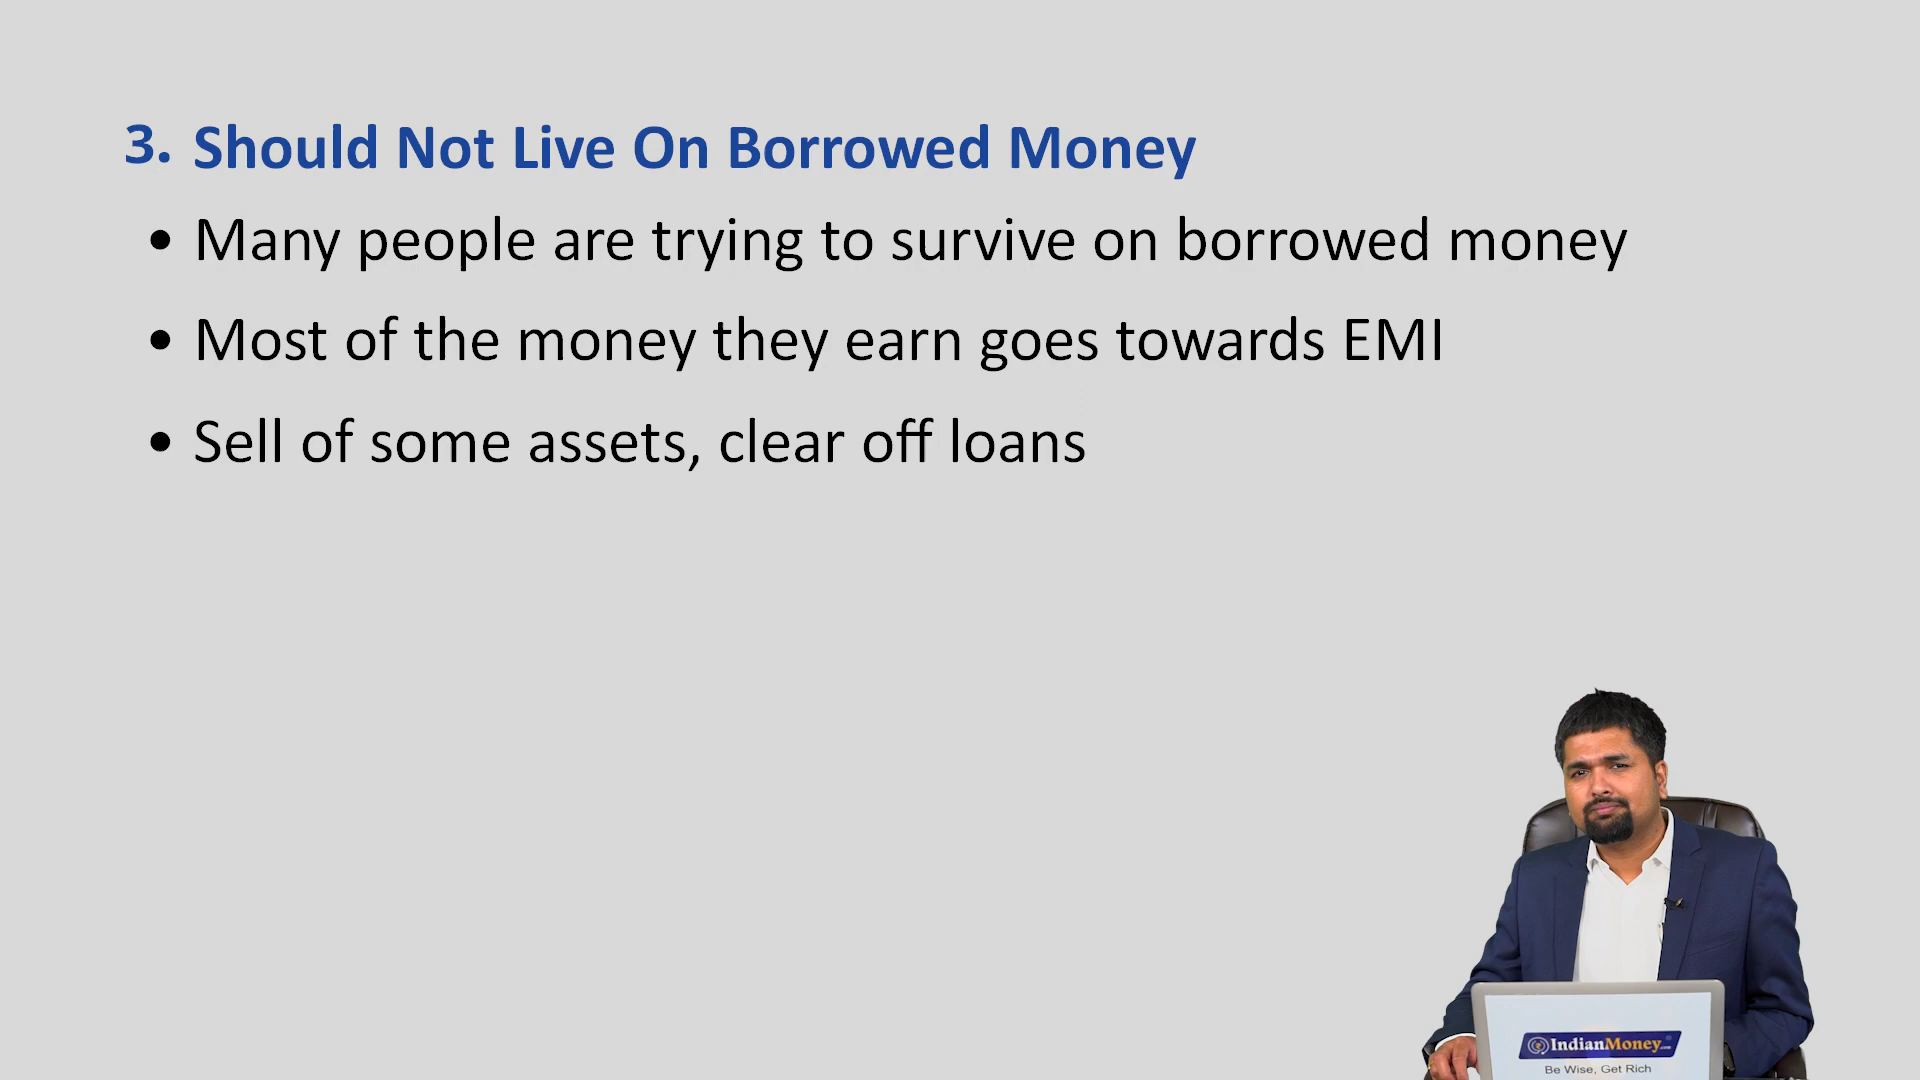 3. Should Not Live On Borrowed Money
• Many people are trying to survive on borrowed money
• Most of the money they earn goes towards EMI
• Sell of some assets, clear off loans
IndianMoney.com
Be Wise, Get Rich